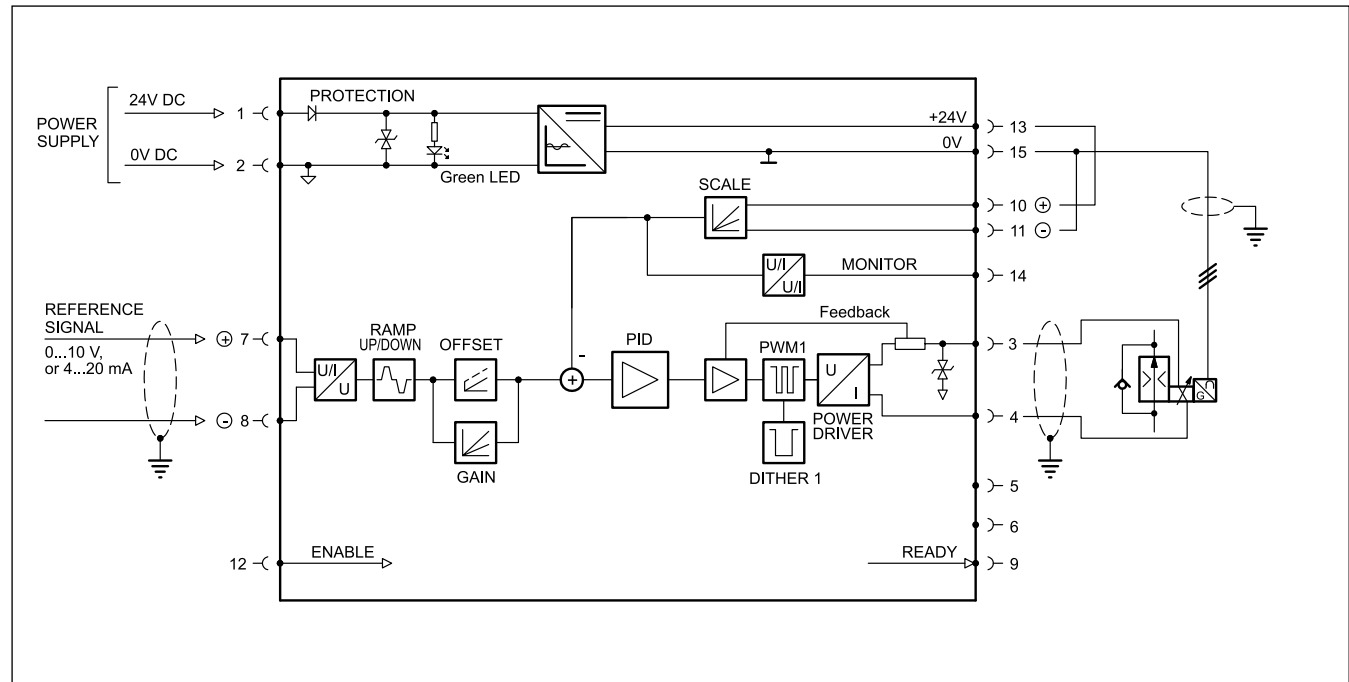 POWER
SUPPLY
24V DC
0V DC
1
2
PROTECTION
Green LED
+24V
0V
13
15
SCALE
10 +
11 -
U/I
U/I
MONITOR
14
REFERENCE
SIGNAL
0...10 V,
or 4...20 mA
+ 7
- 8
U/I
U
RAMP
UP/DOWN
OFFSET
GAIN
+
-
PID
Feedback
PWM1
U
I
POWER
DRIVER
DITHER 1
3
4
G
5
6
12
ENABLE
READY
9